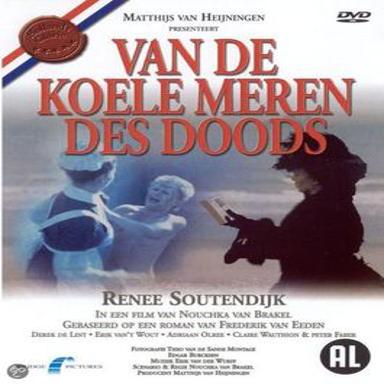 MATTHIJS VAN HEIJNINGEN
PRESENTEERT
DVD
VAN DE
KOELE MEREN
DES DOODS
AL
RENEE SOUTENDIJK
IN EEN FILM VAN NOUCHKA VAN BRAKEL
GEBASEERD OP EEN ROMAN VAN FREDERIK VAN EEDEN
DEREK DE LINT · ERIK VAN'T WOUT · ADRIAAN OLREE · CLAIRE WAUTHION & PETER FABER
FOTOGRAFIE THEO VAN DE SANDE MONTAGE
EDGAR BURCKSEN
MUZIEK ERIK VAN DER WURFF
SCENARIO & REGIE NOUCHKA VAN BRAKEL
PRODUCENT MATTHIJS VAN HEIJNINGEN
PICTURES